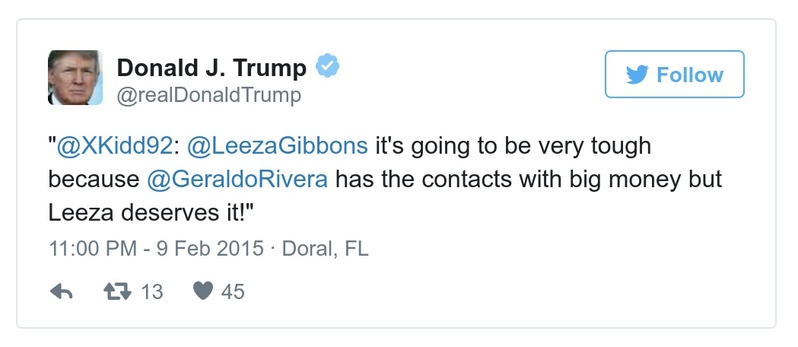 Donald J. Trump
@realDonaldTrump
Follow
"@XKidd92: @LeezaGibbons it's going to be very tough
because @GeraldoRivera has the contacts with big money but
Leeza deserves it!"
11:00 PM - 9 Feb 2015 · Doral, FL
13 45